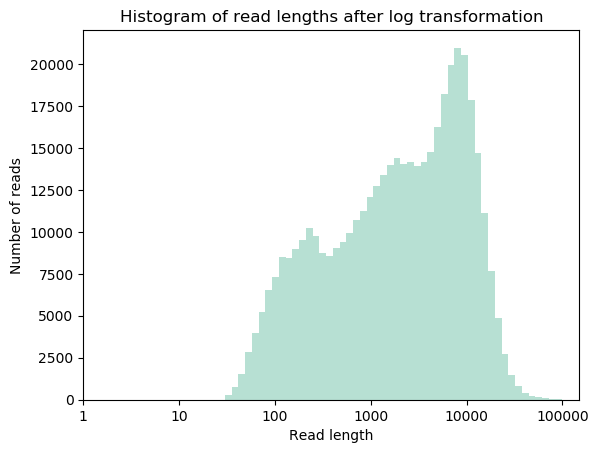 Histogram of read lengths after log transformation
Number of reads
20000
17500
15000
12500
10000
7500
5000
2500
0
1 10 100 1000 10000 100000
Read length